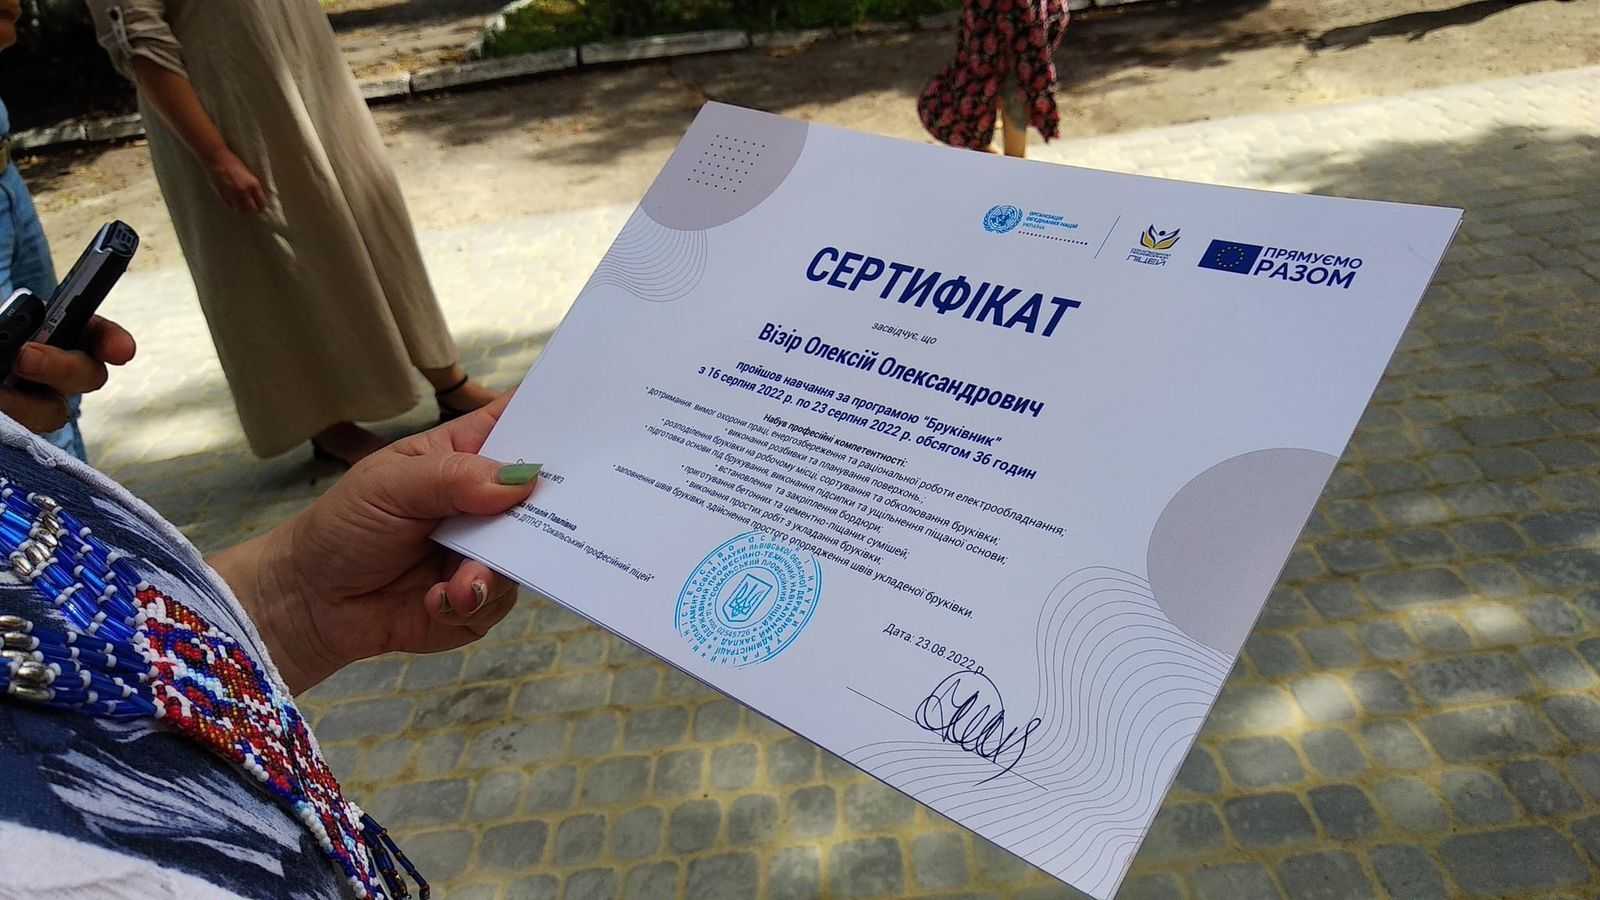 ОРГАНІЗАЦІЯ
ОБ'ЄДНАНИХ НАЦІЙ
УКРАЇНА
ЛІЦЕЙ
ПРЯМУЄМО
РАЗОМ
СЕРТИФІКАТ
засвідчує, що
Візір Олексій Олександрович
пройшов навчання за програмою "Бруківник"
з 16 серпня 2022 р. по 23 серпня 2022 р. обсягом 36 годин
Набув професійні компетентності:
· дотримання вимог охорони праці, енергозбереження та раціональної роботи електрообладнання;
· виконання розбивки та планування поверхонь.;
· розподілення бруківки на робочому місці, сортування та обколювання бруківки;
· підготовка основи під брукування, виконання підсипки та ущільнення піщаної основи;
· встановлення та закріплення бордюри;
· приготування бетонних та цементно-піщаних сумішей;
· виконання простих робіт з укладання бруківки;
· заповнення швів бруківки, здійснення простого опорядження швів укладеної бруківки.
№3
Наталія Павлівна
ДПТНЗ "Сокальський професійний ліцей"
Дата: 23.08.2022 р.
02545726